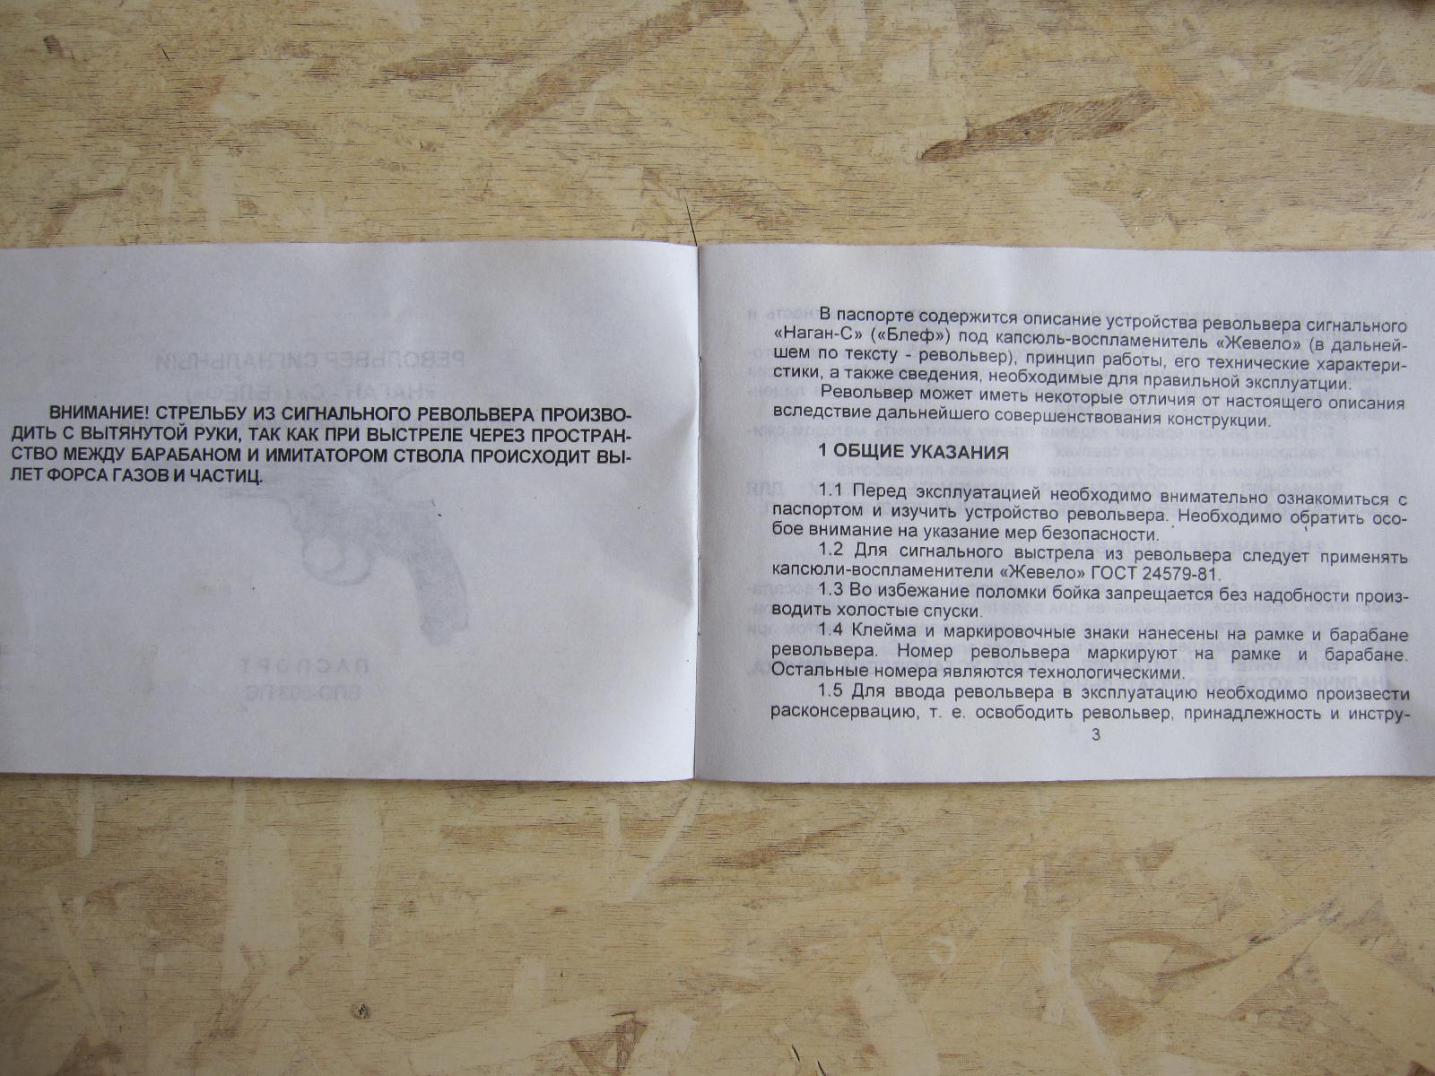 ВНИМАНИЕ! СТРЕЛЬБУ ИЗ СИГНАЛЬНОГО РЕВОЛЬВЕРА ПРОИЗВО-
ДИТЬ С ВЫТЯНУТОЙ РУКИ, ТАК КАК ПРИ ВЫСТРЕЛЕ ЧЕРЕЗ ПРОСТРАН-
СТВО МЕЖДУ БАРАБАНОМ И ИМИТАТОРОМ СТВОЛА ПРОИСХОДИТ ВЫ-
ЛЕТ ФОРСА ГАЗОВ И ЧАСТИЦ.
В паспорте содержится описание устройства револьвера сигнального
«Наган-С» («Блеф») под капсюль-воспламенитель «Жевело» (в дальней-
шем по тексту - револьвер), принцип работы, его технические характери-
стики, а также сведения, необходимые для правильной эксплуатции.
Револьвер может иметь некоторые отличия от настоящего описания
вследствие дальнейшего совершенствования конструкции.
1 ОБЩИЕ УКАЗАНИЯ
1.1 Перед эксплуатацией необходимо внимательно ознакомиться с
паспортом и изучить устройство револьвера. Необходимо обратить осо-
бое внимание на указание мер безопасности.
1.2 Для сигнального выстрела из револьвера следует применять
капсюли-воспламенители «Жевело» ГОСТ 24579-81.
1.3 Во избежание поломки бойка запрещается без надобности произ-
водить холостые спуски.
1.4 Клейма и маркировочные знаки нанесены на рамке и барабане
револьвера. Номер револьвера маркируют на рамке и барабане.
Остальные номера являются технологическими.
1.5 Для ввода револьвера в эксплуатацию необходимо произвести
расконсервацию, т. е. освободить револьвер, принадлежность и инстру-
3